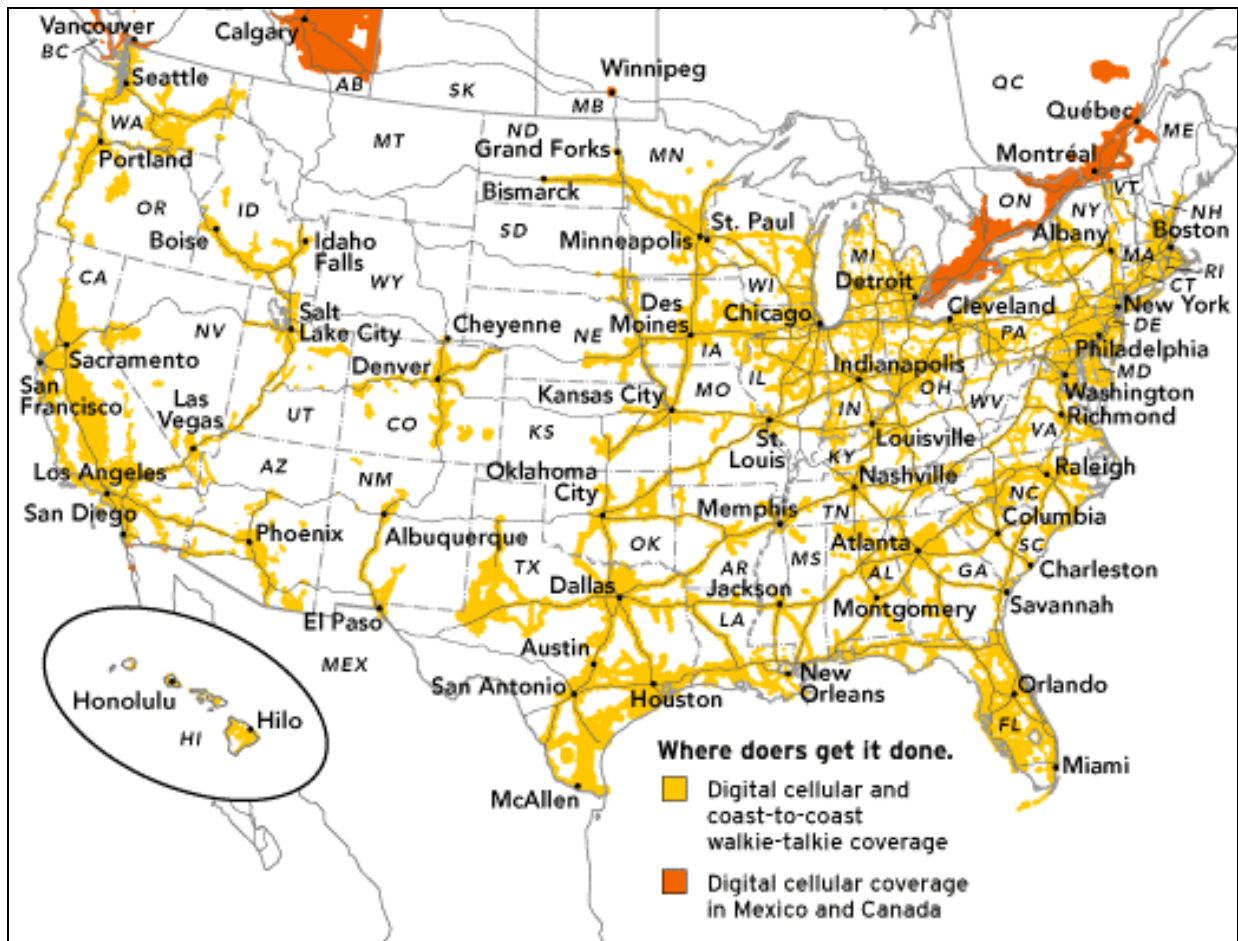 Vancouver
BC
Calgary
AB
SK
Winnipeg
MB
QC
Québec
ME
Seattle
WA
MT
ND
Grand Forks
MN
Montréal
Portland
Bismarck
ON
VT
NY
NH
OR
ID
Boise
Idaho
Falls
SD
St. Paul
Minneapolis
Albany
Boston
MA
RI
CT
CA
WY
WI
MI
Detroit
NV
Salt
Lake City
Cheyenne
NE
Des
Moines
IA
Chicago
Cleveland
New York
PA
DE
Philadelphia
MD
Sacramento
San
Francisco
Denver
Indianapolis
OH
Washington
Las
Vegas
UT
CO
Kansas City
MO
IL
IN
WV
Richmond
KS
St.
Louis
Louisville
KY
VA
Los Angeles
AZ
NM
Oklahoma
City
Nashville
Raleigh
San Diego
Phoenix
Albuquerque
Memphis
TN
NC
Columbia
TX
OK
AR
MS
Atlanta
SC
Dallas
Jackson
AL
GA
Charleston
El Paso
LA
Montgomery
Savannah
MEX
Austin
Honolulu
San Antonio
Houston
New
Orleans
Orlando
HI
Hilo
FL
Miami
McAllen
Where doers get it done.
Digital cellular and
coast-to-coast
walkie-talkie coverage
Digital cellular coverage
in Mexico and Canada